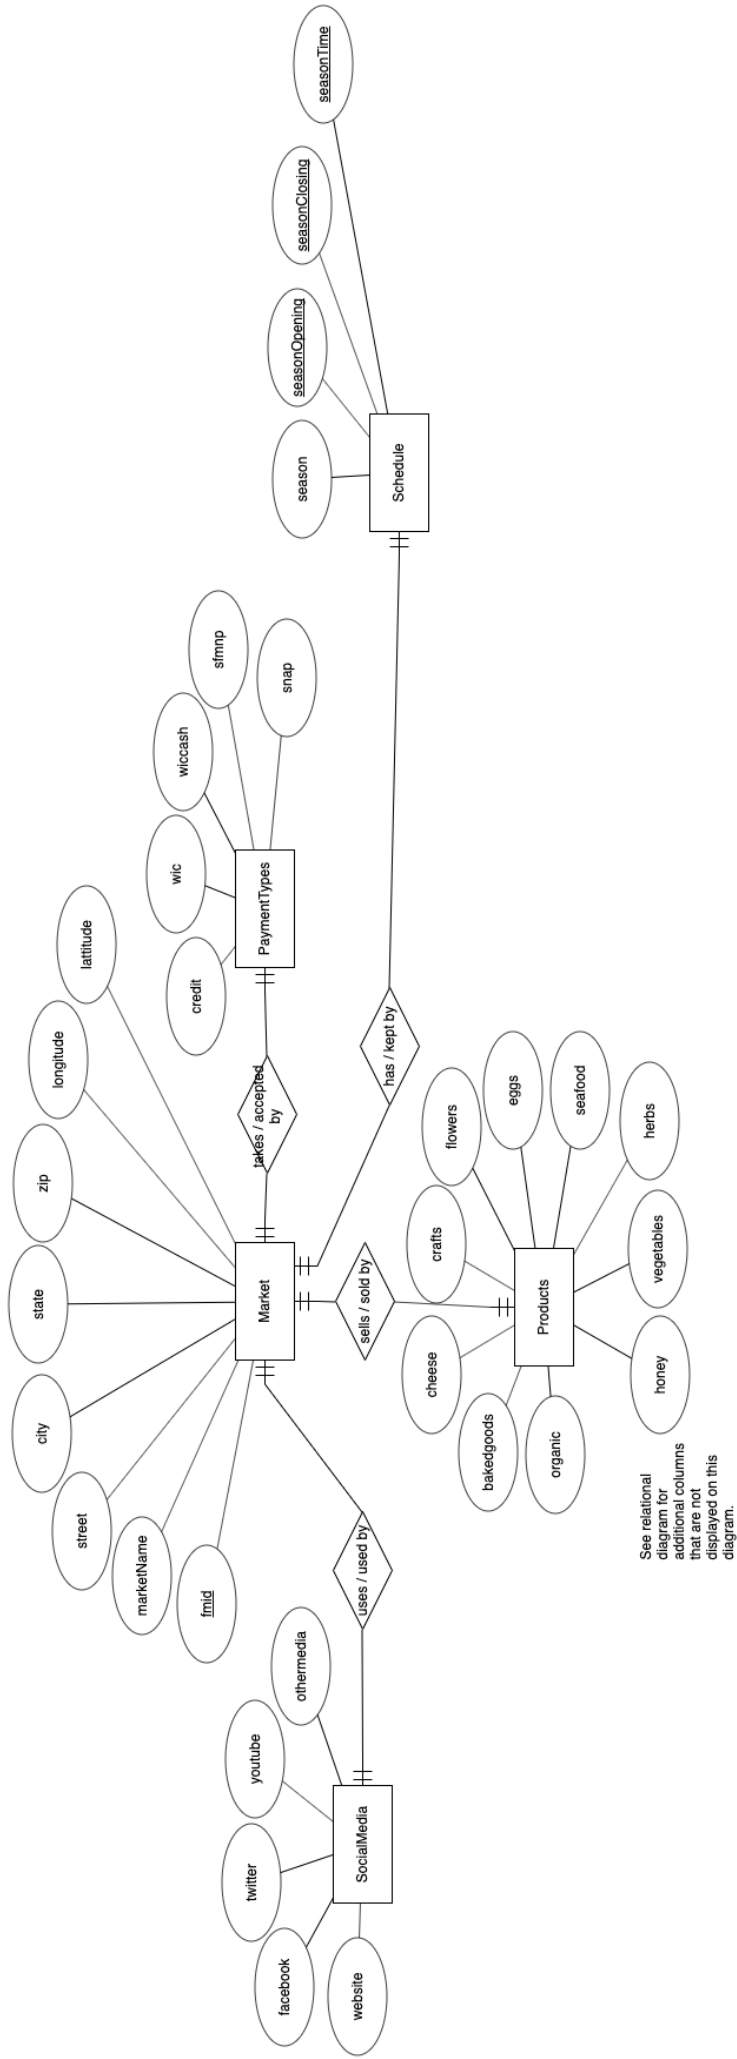 facebook
website
twitter
youtube
othermedia
SocialMedia
uses / used by
fmid
marketName
street
city
state
zip
longitude
lattitude
Market
takes / accepted
by
credit
wic
wiccash
sfmnp
snap
PaymentTypes
sells / sold by
has / kept by
Products
organic
bakedgoods
cheese
crafts
flowers
eggs
seafood
herbs
vegetables
honey
See relational
diagram for
additional columns
that are not
displayed on this
diagram.
Schedule
season
seasonOpening
seasonClosing
seasonTime